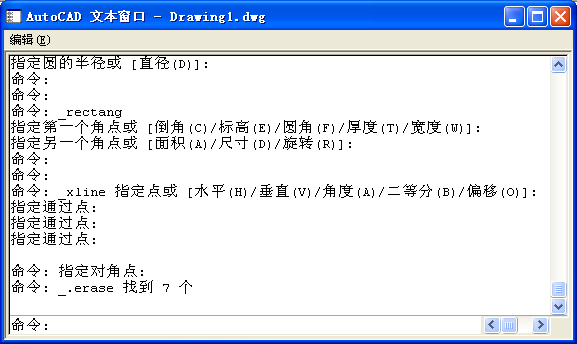 AutoCAD 文本窗口 - Drawing1.dwg
编辑(E)
指定圆的半径或 [直径(D)]:
命令:
命令:
命令: _rectang
指定第一个角点或 [倒角(C)/标高(E)/圆角(F)/厚度(T)/宽度(W)]:
指定另一个角点或 [面积(A)/尺寸(D)/旋转(R)]:
命令:
命令:
命令: _xline 指定点或 [水平(H)/垂直(V)/角度(A)/二等分(B)/偏移(O)]:
指定通过点:
指定通过点:
指定通过点:
命令: 指定对角点:
命令: _.erase 找到 7 个
命令: